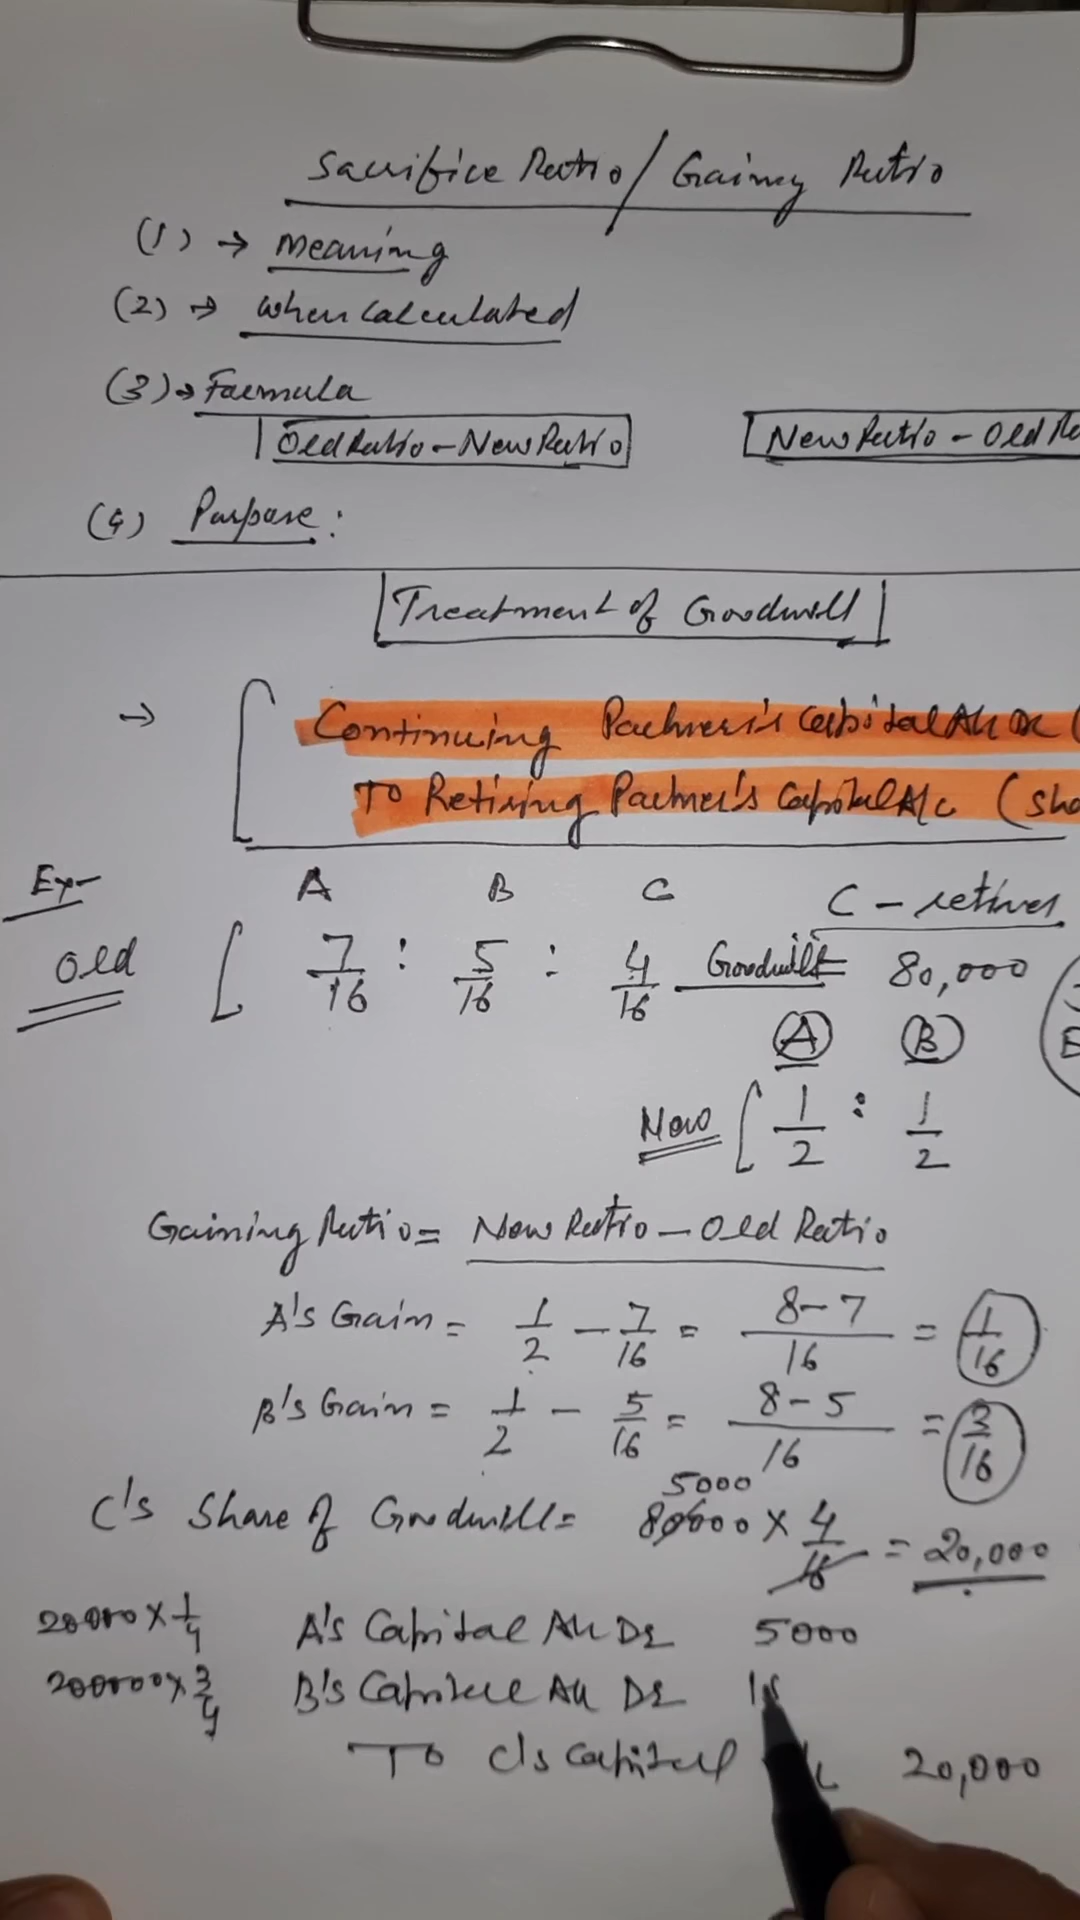 Sacrifice Ratio / Gaining Ratio
(1) → Meaning
(2) → When Calculated
(3) → Formula
Old Ratio - New Ratio
New Ratio - Old Ra
(4) Purpose :
Treatment of Goodwill
→ Continuing Partner's Capital A/c Dr (
To Retiring Partner's Capital A/c (Sha
Ex- A B C C - retires
Old [ 7/16 : 5/16 : 4/16 Goodwill = 80,000
A B
New [ 1/2 : 1/2
Gaining Ratio = New Ratio - Old Ratio
A's Gain = 1/2 - 7/16 = 8-7/16 = 1/16
B's Gain = 1/2 - 5/16 = 8-5/16 = 3/16
5000
C's Share of Goodwill = 80000 × 4/16 = 20,000
20000 × 1/4 A's Capital A/c Dr 5000
200000 × 3/4 B's Capital A/c Dr 15
To C's Capital 20,000